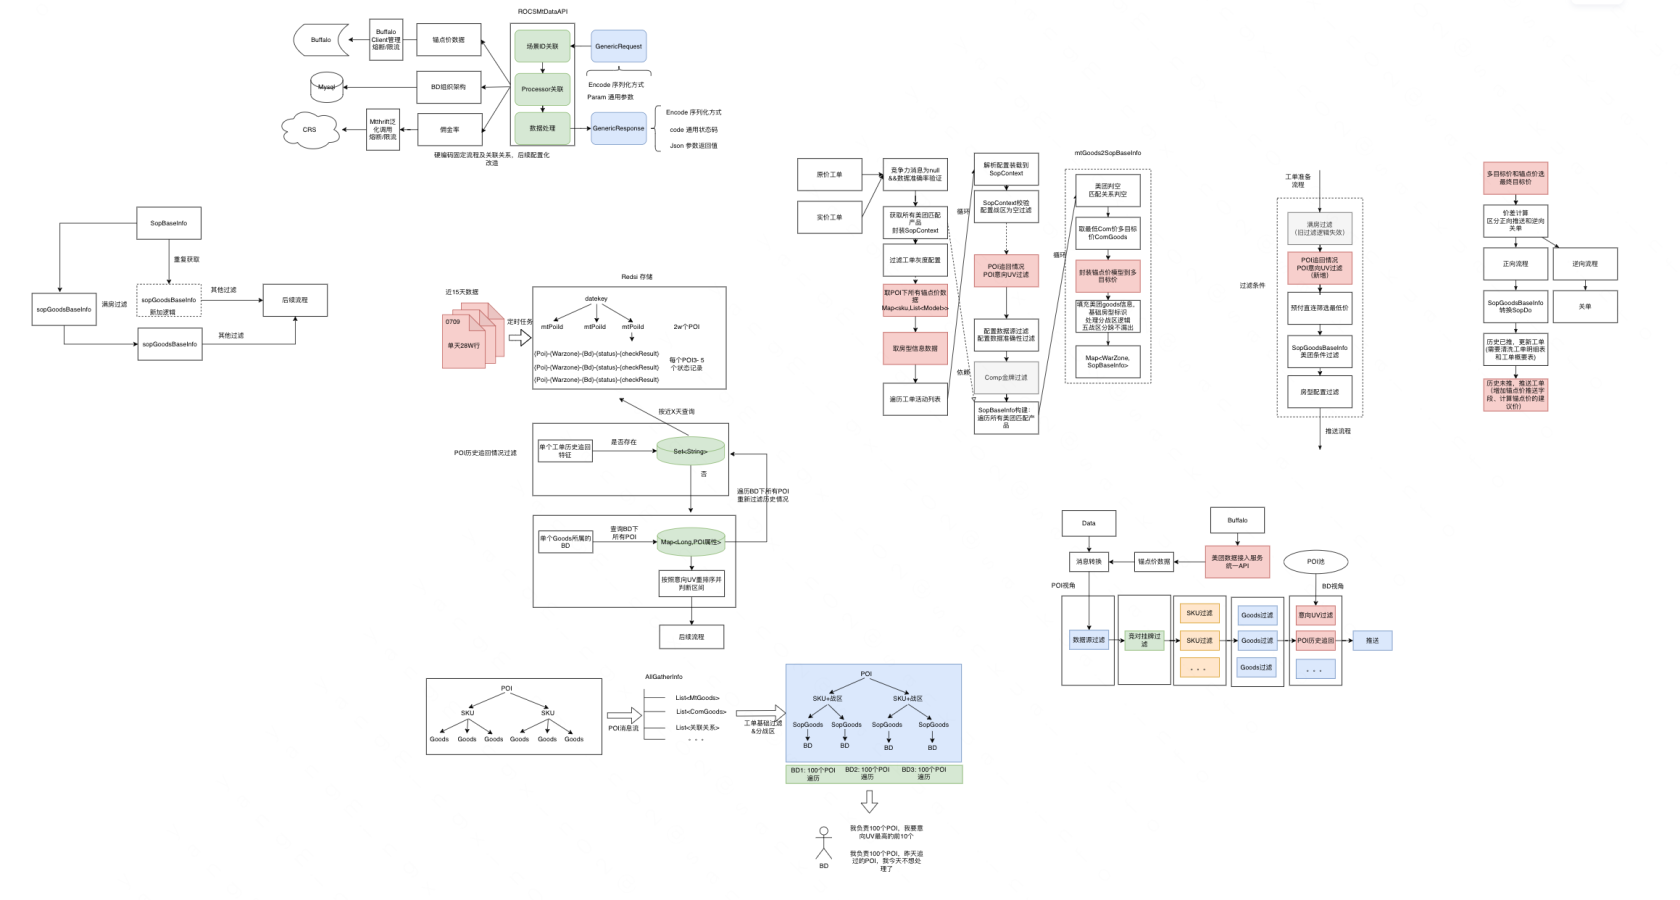 ROCSMtDataAPI
Buffalo
Buffalo
Client管理
熔断/限流
锚点价数据
场景ID关联
GenericRequest
Mysql
BD组织架构
Processor关联
Encode 序列化方式
Param 通用参数
CRS
Mtthrift泛
化调用
熔断/限流
佣金率
数据处理
GenericResponse
Encode 序列化方式
code 通用状态码
Json 参数返回值
硬编码固定流程及关联关系，后续配置化
改造
SopBaseInfo
重复获取
sopGoodsBaseInfo
满房过滤
sopGoodsBaseInfo
新加逻辑
其他过滤
后续流程
sopGoodsBaseInfo
其他过滤
Redsi 存储
近15天数据
0709
单天28W行
定时任务
datekey
mtPoiId
mtPoiId
mtPoiId
2w个POI
(Poi)-(Warzone)-(Bd)-(status)-(checkResult)
(Poi)-(Warzone)-(Bd)-(status)-(checkResult)
(Poi)-(Warzone)-(Bd)-(status)-(checkResult)
每个POI3- 5
个状态记录
按近X天查询
POI历史追回情况过滤
单个工单历史追回
特征
是否存在
Set<String>
否
遍历BD下所有POI
重新过滤历史情况
单个Goods所属的
BD
查询BD下
所有POI
Map<Long,POI属性>
按照意向UV重排序并
判断区间
后续流程
POI
SKU
SKU
Goods
Goods
Goods
Goods
Goods
Goods
POI消息流
AllGatherInfo
List<MtGoods>
List<ComGoods>
List<关联关系>
. . .
工单基础过滤
&分战区
POI
SKU+战区
SKU+战区
SopGoods
SopGoods
SopGoods
SopGoods
BD
BD
BD
BD
BD1: 100个POI
遍历
BD2: 100个POI
遍历
BD3: 100个POI
遍历
BD
我负责100个POI，我要意
向UV最高的前10个
我负责100个POI，昨天追
过的POI，我今天不想处
理了
原价工单
实价工单
竞争力消息为null
&&数据准确率验证
获取所有美团匹配
产品
封装SopContext
过滤工单灰度配置
取POI下所有锚点价数
据
Map<sku,List<Model>>
取房型信息数据
遍历工单活动列表
循环
依赖
解析配置装载到
SopContext
SopContext校验
配置战区为空过滤
POI追回情况
POI意向UV过滤
配置数据源过滤
配置数据准确性过滤
Comp金牌过滤
SopBaseInfo构建:
遍历所有美团匹配产
品
循环
mtGoods2SopBaseInfo
美团判空
匹配关系判空
取最低Com价多目标
价ComGoods
封装锚点价模型到多
目标价
填充美团goods信息、
基础房型标识
处理分战区逻辑
五战区分跺不漏出
Map<WarZone,
SopBaseInfo>
工单准备
流程
过滤条件
满房过滤
（旧过滤逻辑失效）
POI追回情况
POI意向UV过滤
（新增）
预付直连筛选最低价
SopGoodsBaseInfo
美团条件过滤
房型配置过滤
推送流程
多目标价和锚点价选
最终目标价
价差计算
区分正向推送和逆向
关单
正向流程
逆向流程
SopGoodsBaseInfo
转换SopDo
关单
历史已推，更新工单
(需要清洗工单明细表
和工单概要表)
历史未推，推送工单
（增加锚点价推送字
段、计算锚点价的建
议价）
Data
Buffalo
消息转换
锚点价数据
美团数据接入服务
统一API
POI池
POI视角
BD视角
数据源过滤
竞对挂牌过
滤
SKU过滤
SKU过滤
. . .
Goods过滤
Goods过滤
Goods过滤
意向UV过滤
POI历史追回
. . .
推送